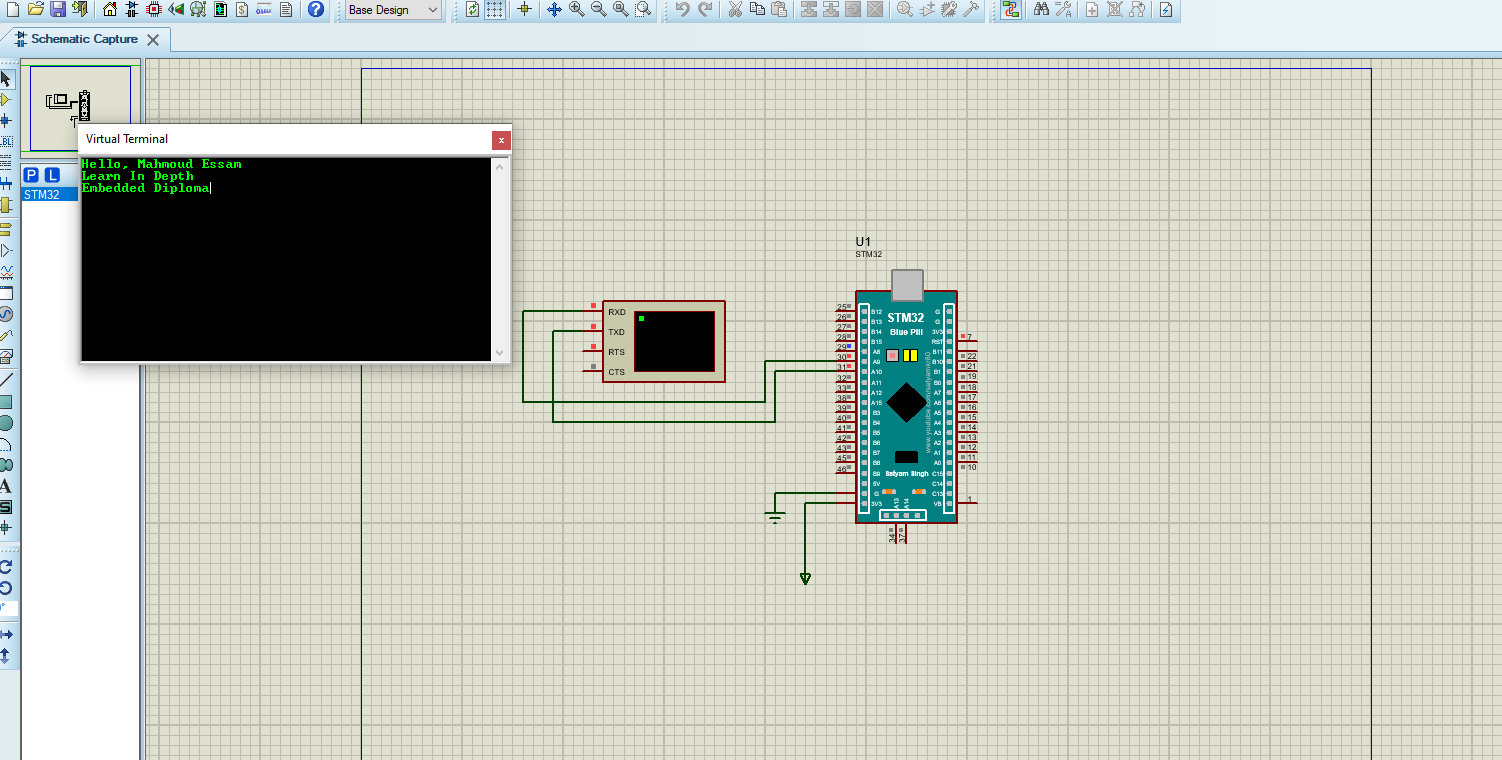 Base Design
Schematic Capture
Virtual Terminal
Hello, Mahmoud Essam
Learn In Depth
Embedded Diploma
P L
STM32
LBL
A
S
U1
STM32
RXD
TXD
RTS
CTS
STM32
Blue Pill
25 B12
26 B13
27 B14
28 B15
29 A8
30 A9
31 A10
32 A11
33 A12
38 A15
39 B3
40 B4
41 B5
42 B6
43 B7
45 B8
46 B9
5V
G
3V3
G
G
3V3
RST 7
B11 22
B10 21
B1 19
B0 18
A7 17
A6 16
A5 15
A4 14
A3 13
A2 12
A1 11
A0 10
C15
C14
C13
VB 1
Satyam Singh
A13
A14
34
37